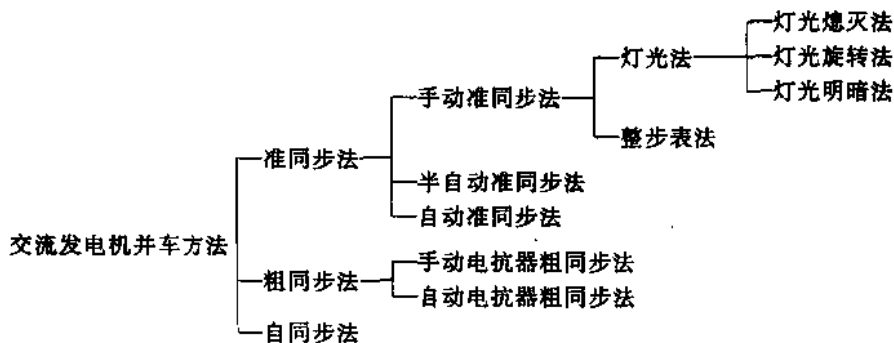 灯光熄灭法
灯光法
灯光旋转法
手动准同步法
灯光明暗法
整步表法
准同步法
半自动准同步法
自动准同步法
交流发电机并车方法
手动电抗器粗同步法
粗同步法
自动电抗器粗同步法
自同步法